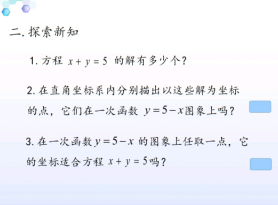 二.探索新知
1.方程 x+y=5 的解有多少个？
2.在直角坐标系内分别描出以这些解为坐标
的点，它们在一次函数 y=5-x图象上吗？
3.在一次函数y=5-x 的图象上任取一点，它
的坐标适合方程 x+y=5吗？